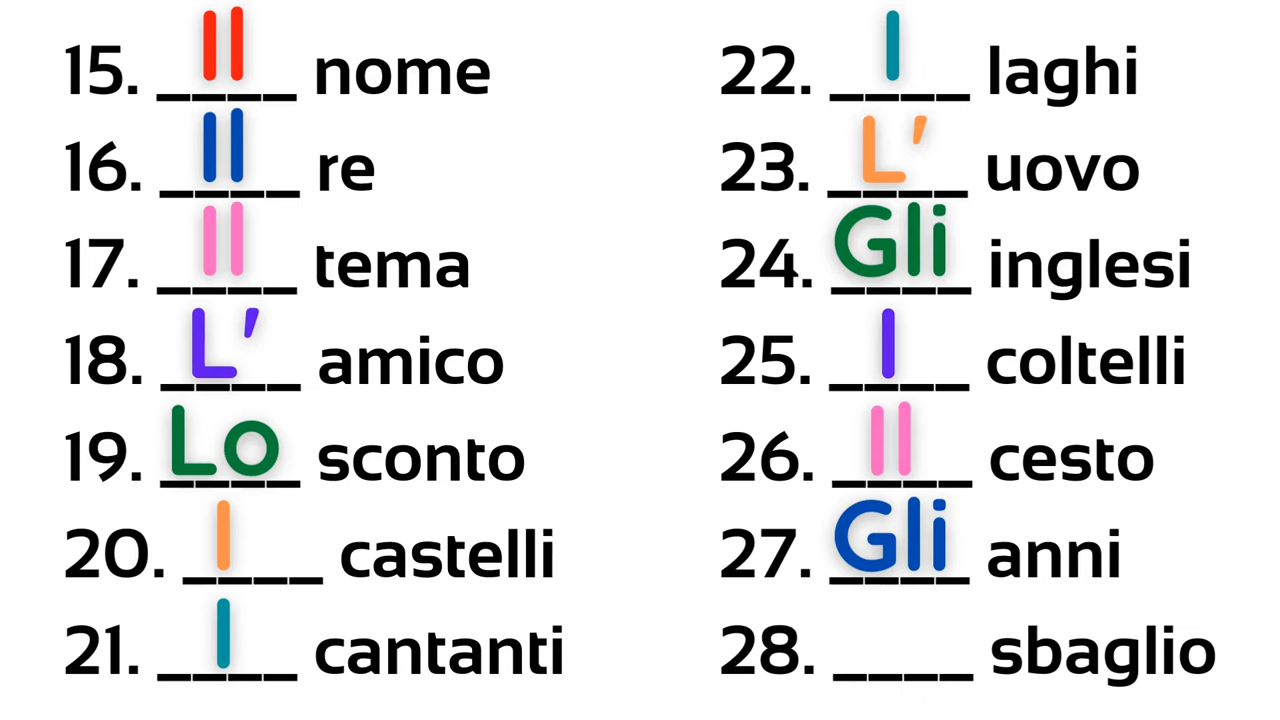 15. Il nome
16. Il re
17. Il tema
18. L' amico
19. Lo sconto
20. I castelli
21. I cantanti
22. I laghi
23. L' uovo
24. Gli inglesi
25. I coltelli
26. Il cesto
27. Gli anni
28. ____ sbaglio